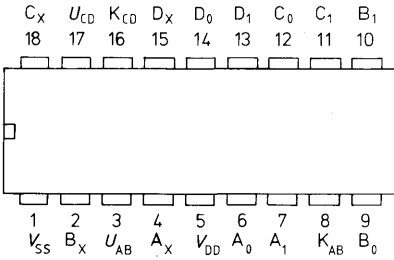 C_X U_CD K_CD D_X D_0 D_1 C_0 C_1 B_1
18 17 16 15 14 13 12 11 10
1 2 3 4 5 6 7 8 9
V_SS B_X U_AB A_X V_DD A_0 A_1 K_AB B_0